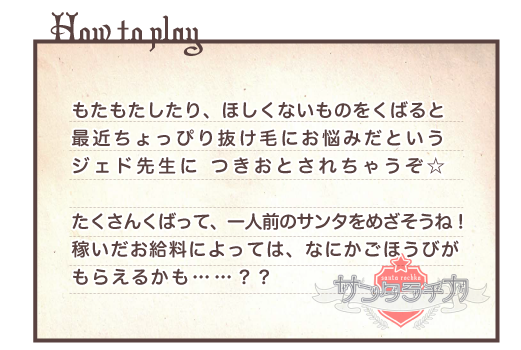 How to play
もたもたしたり、ほしくないものをくばると
最近ちょっぴり抜け毛にお悩みだという
ジェド先生に つきおとされちゃうぞ☆
たくさんくばって、一人前のサンタをめざそうね！
稼いだお給料によっては、なにかごほうびが
もらえるかも……？？
santa rochka
サンタラチカ